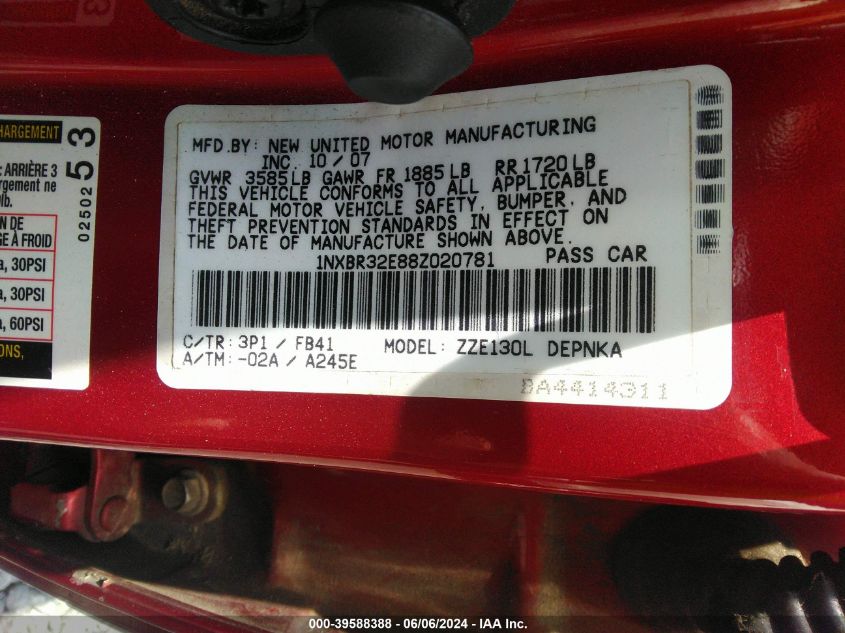 MFD.BY: NEW UNITED MOTOR MANUFACTURING
INC. 10 / 07
GVWR 3585LB GAWR FR 1885LB RR 1720LB
THIS VEHICLE CONFORMS TO ALL APPLICABLE
FEDERAL MOTOR VEHICLE SAFETY, BUMPER, AND
THEFT PREVENTION STANDARDS IN EFFECT ON
THE DATE OF MANUFACTURE SHOWN ABOVE.
1NXBR32E88Z020781 PASS CAR
C/TR: 3P1 / FB41 MODEL: ZZE130L DEPNKA
A/TM: -02A / A245E
BA4414311
HARGEMENT
: ARRIÈRE 3
argement ne
lb.
N DE
GE À FROID
a, 30PSI
a, 30PSI
a, 60PSI
ONS,
02502 53
000-39588388 - 06/06/2024 - IAA Inc.